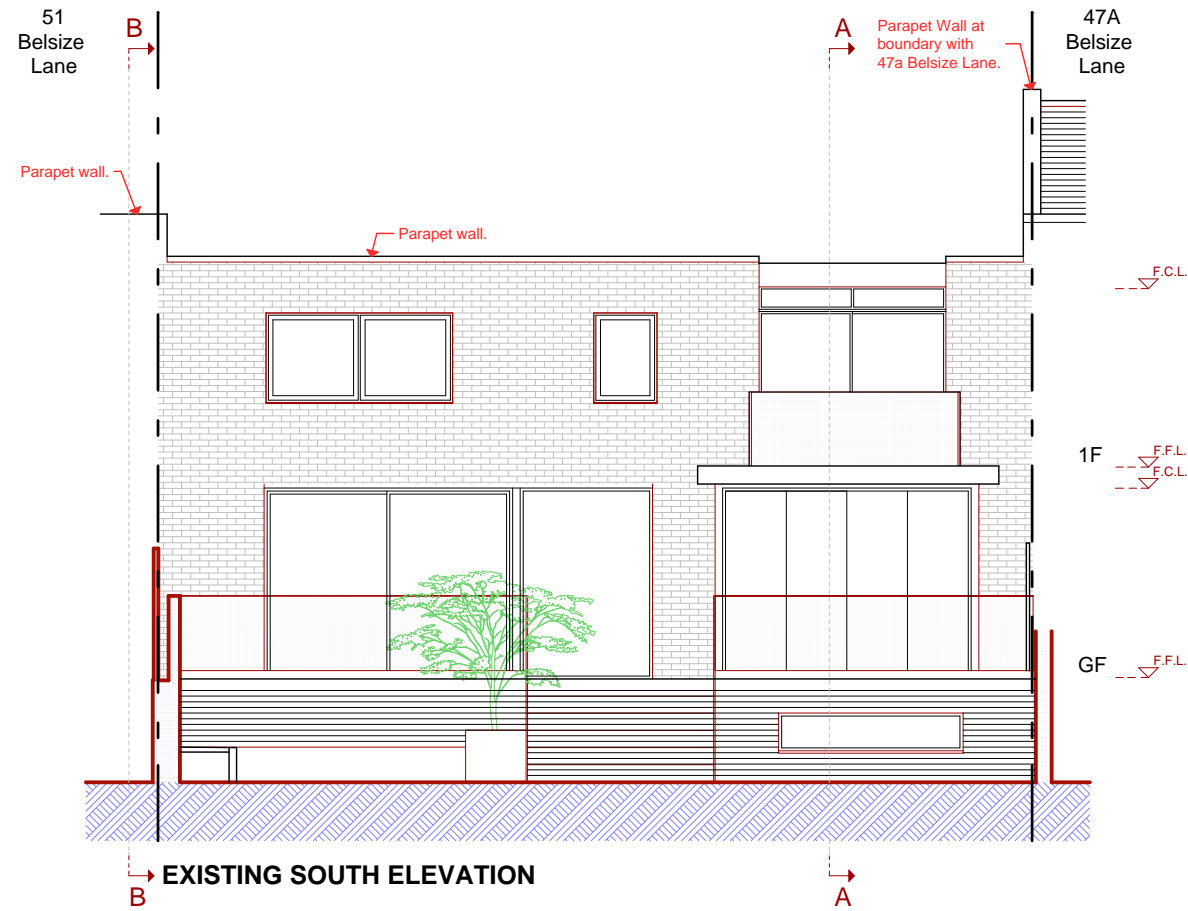 51
Belsize
Lane
B
A
Parapet Wall at
boundary with
47a Belsize Lane.
47A
Belsize
Lane
Parapet wall.
Parapet wall.
F.C.L.
1F
F.F.L.
F.C.L.
GF
F.F.L.
B
EXISTING SOUTH ELEVATION
A